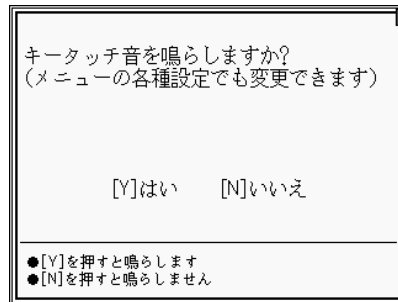 キータッチ音を鳴らしますか?
(メニューの各種設定でも変更できます)
[Y]はい　　[N]いいえ
●[Y]を押すと鳴らします
●[N]を押すと鳴らしません